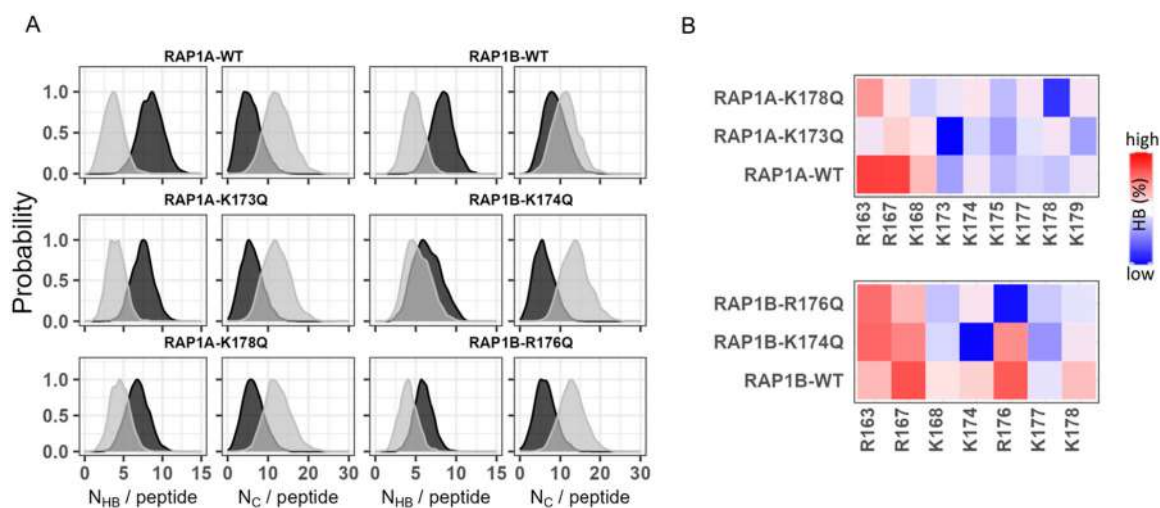 A
RAP1A-WT RAP1B-WT
1.0
0.5
0.0
RAP1A-K173Q RAP1B-K174Q
1.0
0.5
0.0
RAP1A-K178Q RAP1B-R176Q
1.0
0.5
0.0
Probability
0 5 10 15 0 10 20 30 0 5 10 15 0 10 20 30
N_HB / peptide N_C / peptide N_HB / peptide N_C / peptide
B
RAP1A-K178Q
RAP1A-K173Q
RAP1A-WT
R163 R167 K168 K173 K174 K175 K177 K178 K179
RAP1B-R176Q
RAP1B-K174Q
RAP1B-WT
R163 R167 K168 K174 R176 K177 K178
high
HB (%)
low